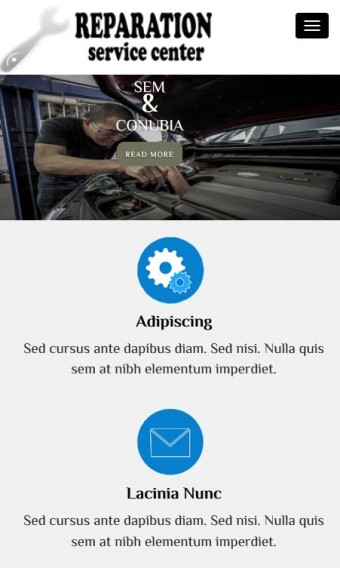 REPARATION
service center
SEM
&
CONUBIA
READ MORE
Adipiscing
Sed cursus ante dapibus diam. Sed nisi. Nulla quis
sem at nibh elementum imperdiet.
Lacinia Nunc
Sed cursus ante dapibus diam. Sed nisi. Nulla quis
sem at nibh elementum imperdiet.